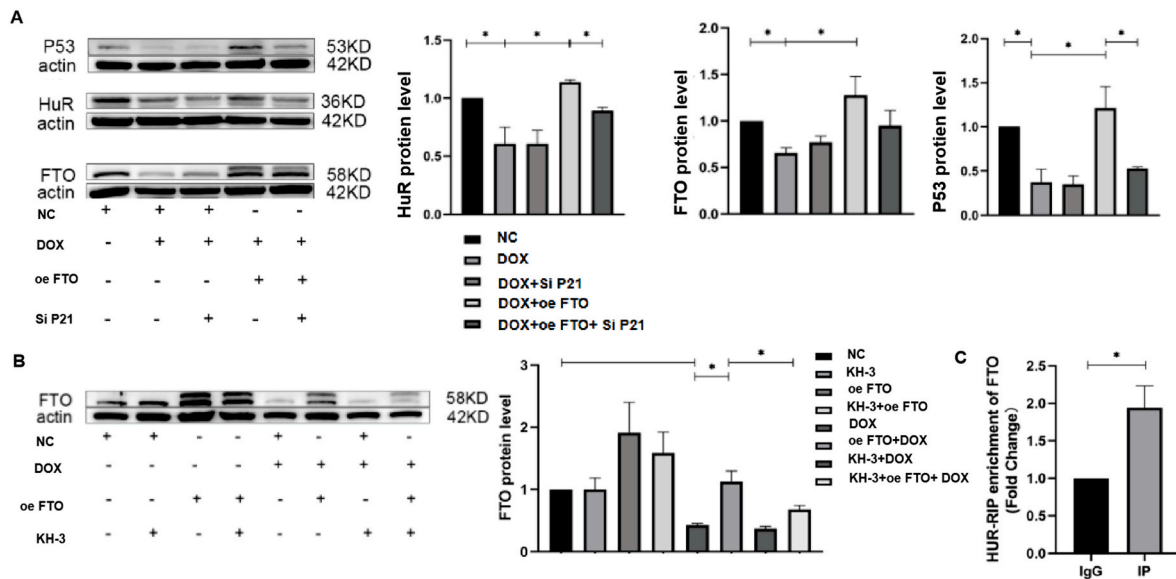 A
P53 53KD
actin 42KD
HuR 36KD
actin 42KD
FTO 58KD
actin 42KD
NC + + + - -
DOX - + + + +
oe FTO - - - + +
Si P21 - - + - +
HuR protien level
1.5
1.0
0.5
0.0
* * *
FTO protien level
2.0
1.5
1.0
0.5
0.0
* *
P53 protien level
2.0
1.5
1.0
0.5
0.0
* * *
NC
DOX
DOX+Si P21
DOX+oe FTO
DOX+oe FTO+ Si P21
B
FTO 58KD
actin 42KD
NC + + - - + - + -
DOX - - - - + + + +
oe FTO - - + + - + - +
KH-3 - + - + - - + +
FTO protein level
3
2
1
0
* *
NC
KH-3
oe FTO
KH-3+oe FTO
DOX
oe FTO+DOX
KH-3+DOX
KH-3+oe FTO+ DOX
C
HUR-RIP enrichment of FTO
(Fold Change)
2.5
2.0
1.5
1.0
0.5
0.0
*
IgG IP